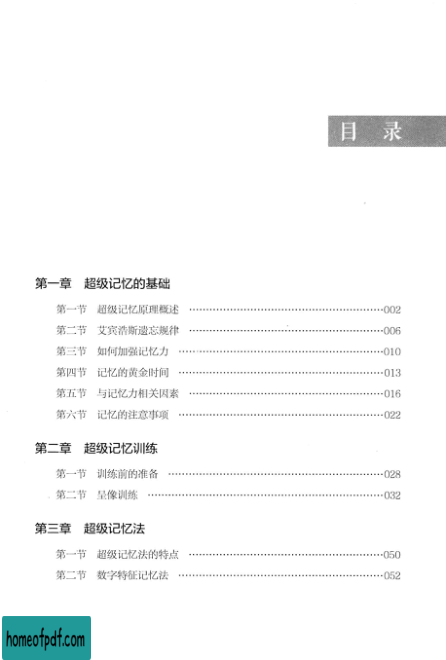 目 录
第一章 超级记忆的基础
第一节 超级记忆原理概述 ……………………………………002
第二节 艾宾浩斯遗忘规律 ……………………………………006
第三节 如何加强记忆力 ……………………………………010
第四节 记忆的黄金时间 ……………………………………013
第五节 与记忆力相关因素 ……………………………………016
第六节 记忆的注意事项 ……………………………………022
第二章 超级记忆训练
第一节 训练前的准备 ……………………………………028
第二节 呈像训练 ……………………………………032
第三章 超级记忆法
第一节 超级记忆法的特点 ……………………………………050
第二节 数字特征记忆法 ……………………………………052
homeofpdf.com